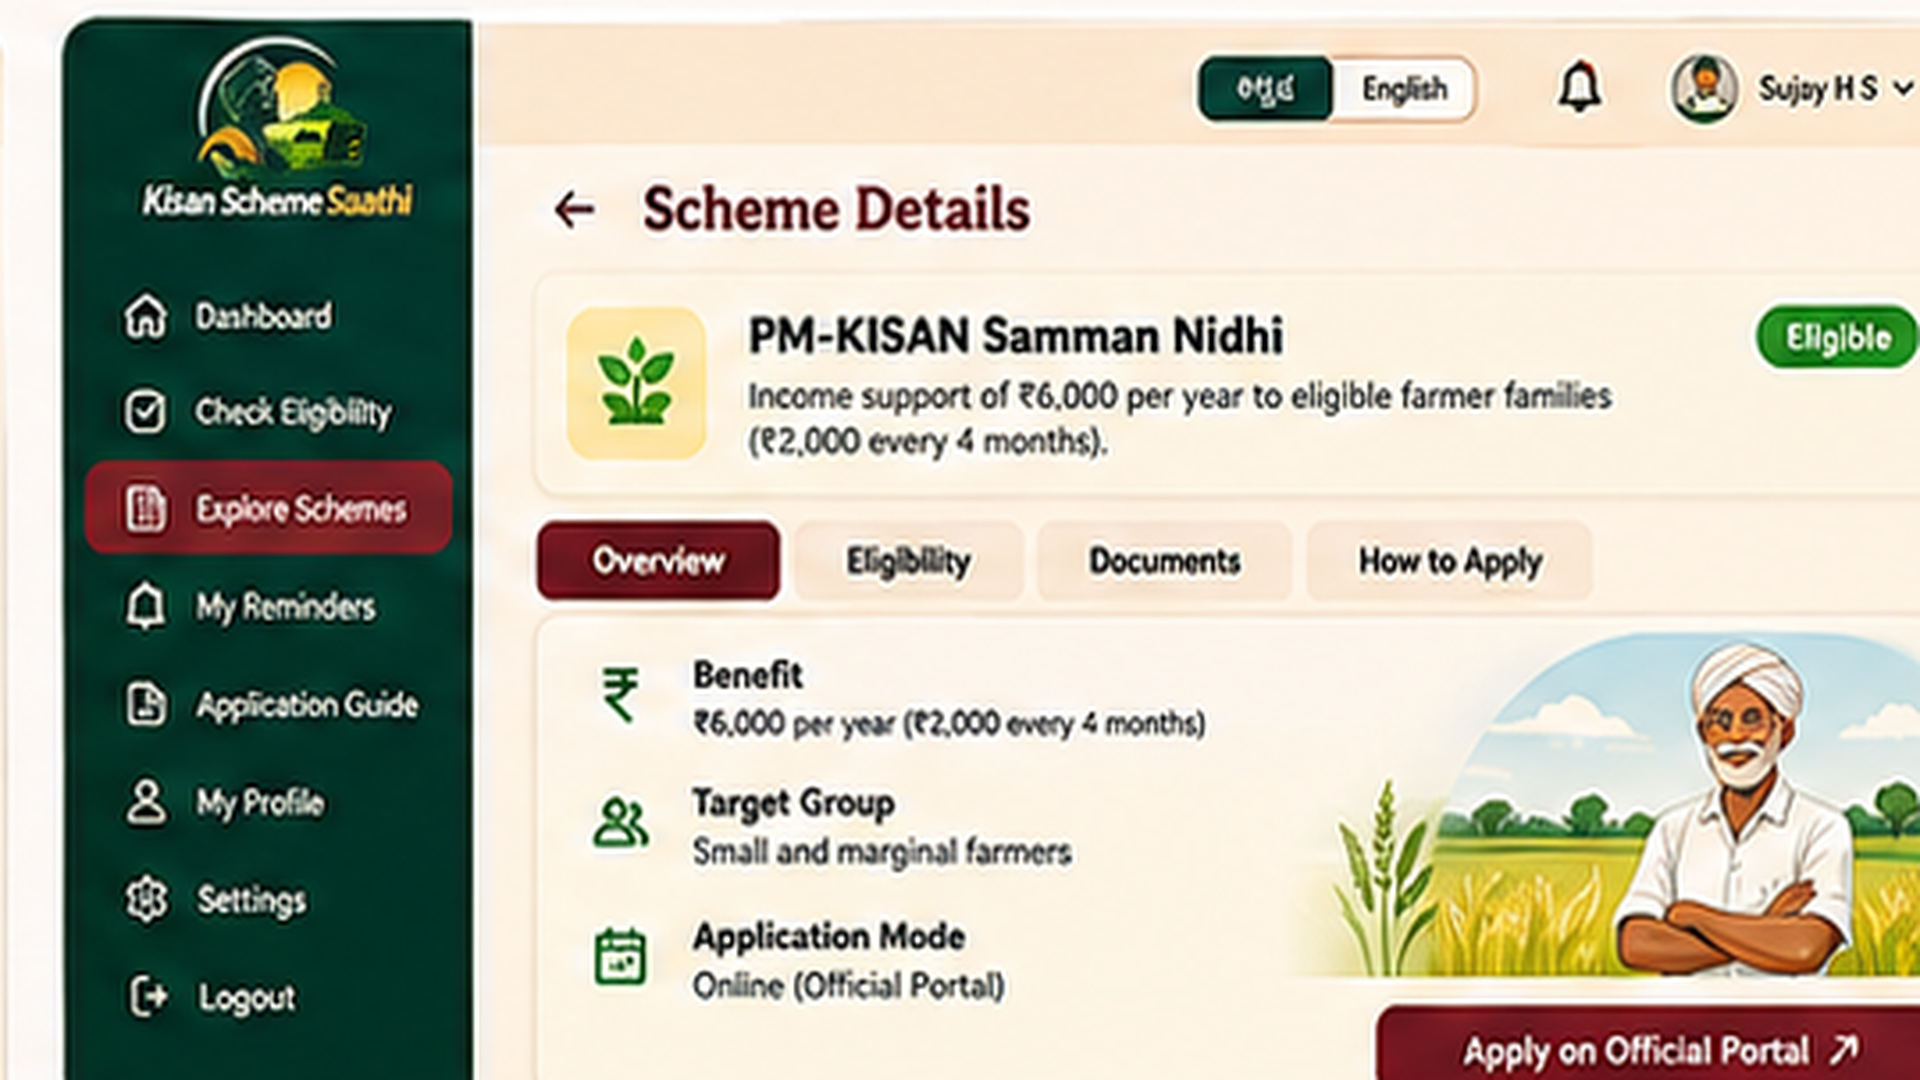 Kisan Scheme Saathi
Dashboard
Check Eligibility
Explore Schemes
My Reminders
Application Guide
My Profile
Settings
Logout
English
Sujay H S
Scheme Details
PM-KISAN Samman Nidhi
Eligible
Income support of ₹6,000 per year to eligible farmer families
(₹2,000 every 4 months).
Overview
Eligibility
Documents
How to Apply
Benefit
₹6,000 per year (₹2,000 every 4 months)
Target Group
Small and marginal farmers
Application Mode
Online (Official Portal)
Apply on Official Portal